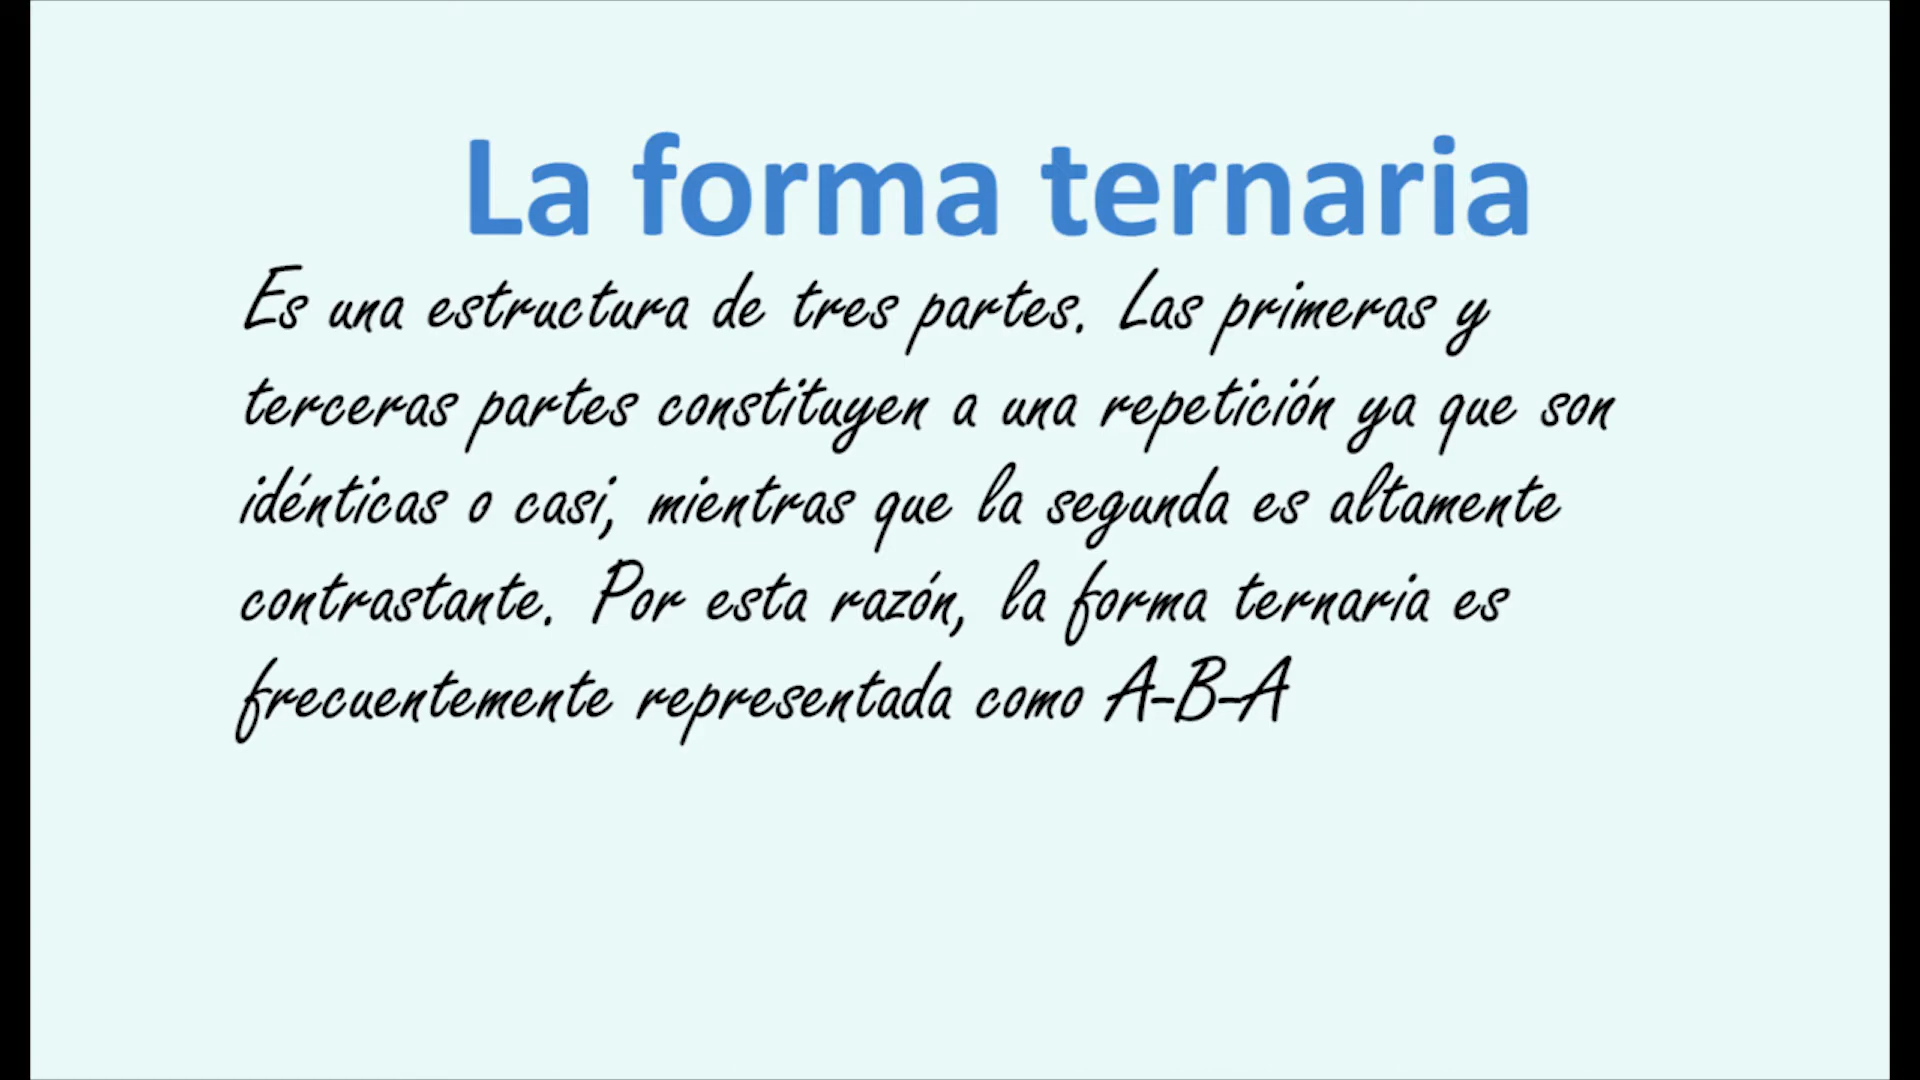 La forma ternaria
Es una estructura de tres partes. Las primeras y
terceras partes constituyen a una repetición ya que son
idénticas o casi, mientras que la segunda es altamente
contrastante. Por esta razón, la forma ternaria es
frecuentemente representada como A-B-A